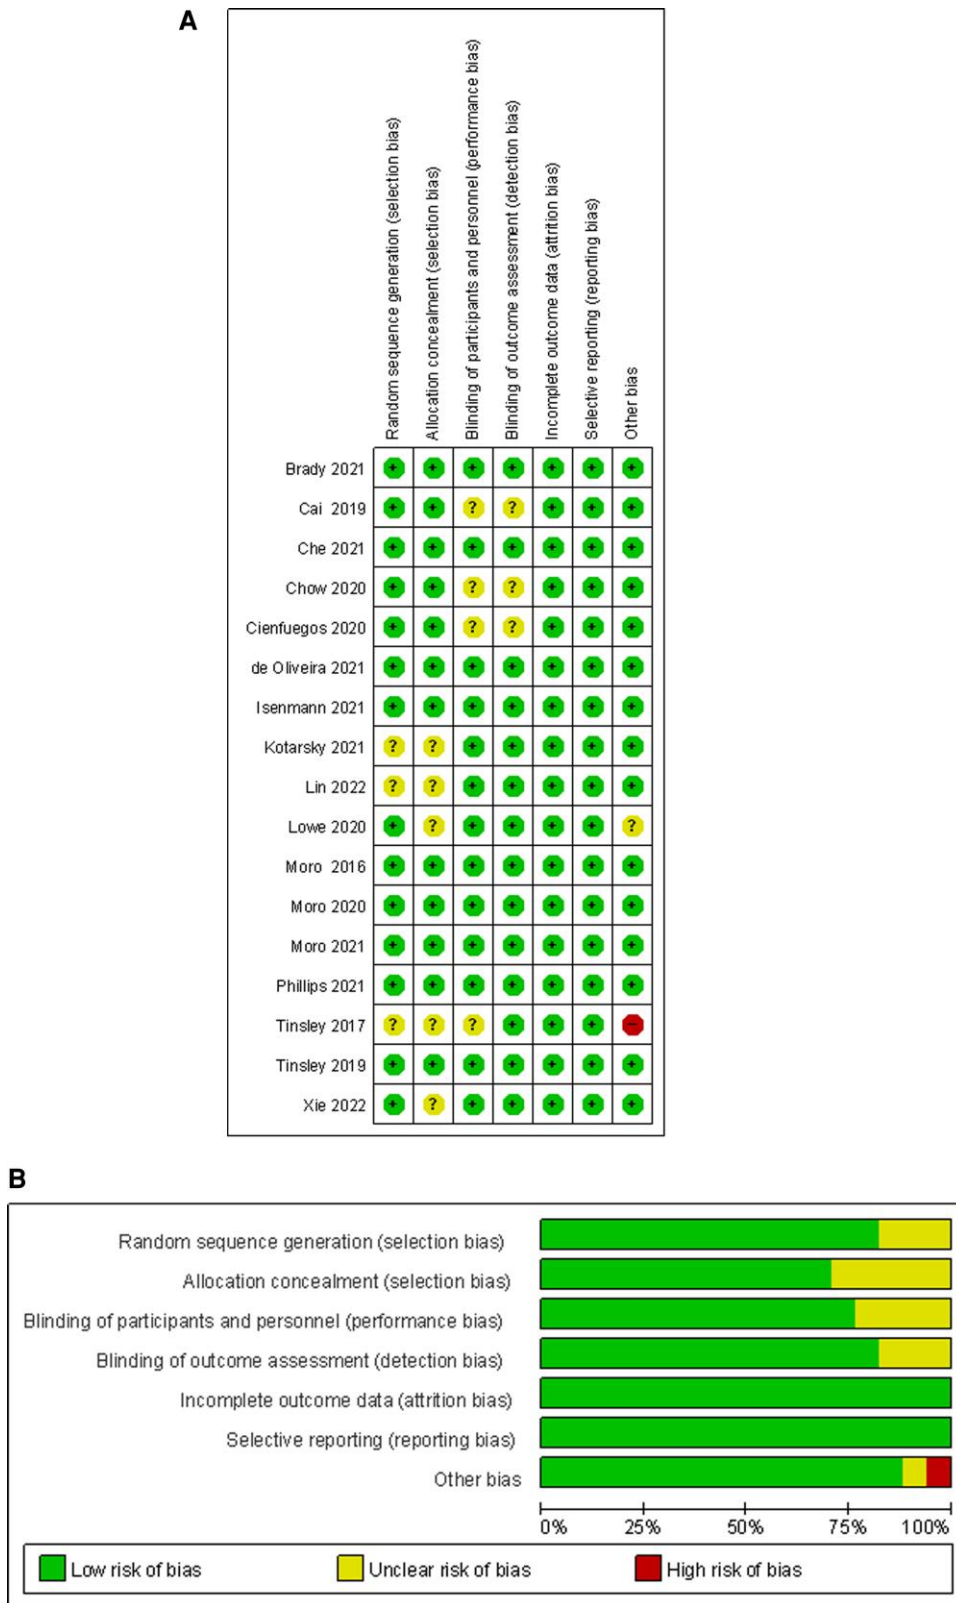 A
Random sequence generation (selection bias)
Allocation concealment (selection bias)
Blinding of participants and personnel (performance bias)
Blinding of outcome assessment (detection bias)
Incomplete outcome data (attrition bias)
Selective reporting (reporting bias)
Other bias
Brady 2021 + + + + + + +
Cai 2019 + + ? ? + + +
Che 2021 + + + + + + +
Chow 2020 + + ? ? + + +
Cienfuegos 2020 + + ? ? + + +
de Oliveira 2021 + + + + + + +
Isenmann 2021 + + + + + + +
Kotarsky 2021 ? ? + + + + +
Lin 2022 ? ? + + + + +
Lowe 2020 + ? + + + + ?
Moro 2016 + + + + + + +
Moro 2020 + + + + + + +
Moro 2021 + + + + + + +
Phillips 2021 + + + + + + +
Tinsley 2017 ? ? ? + + + −
Tinsley 2019 + + + + + + +
Xie 2022 + ? + + + + +
B
Random sequence generation (selection bias)
Allocation concealment (selection bias)
Blinding of participants and personnel (performance bias)
Blinding of outcome assessment (detection bias)
Incomplete outcome data (attrition bias)
Selective reporting (reporting bias)
Other bias
0% 25% 50% 75% 100%
Low risk of bias Unclear risk of bias High risk of bias